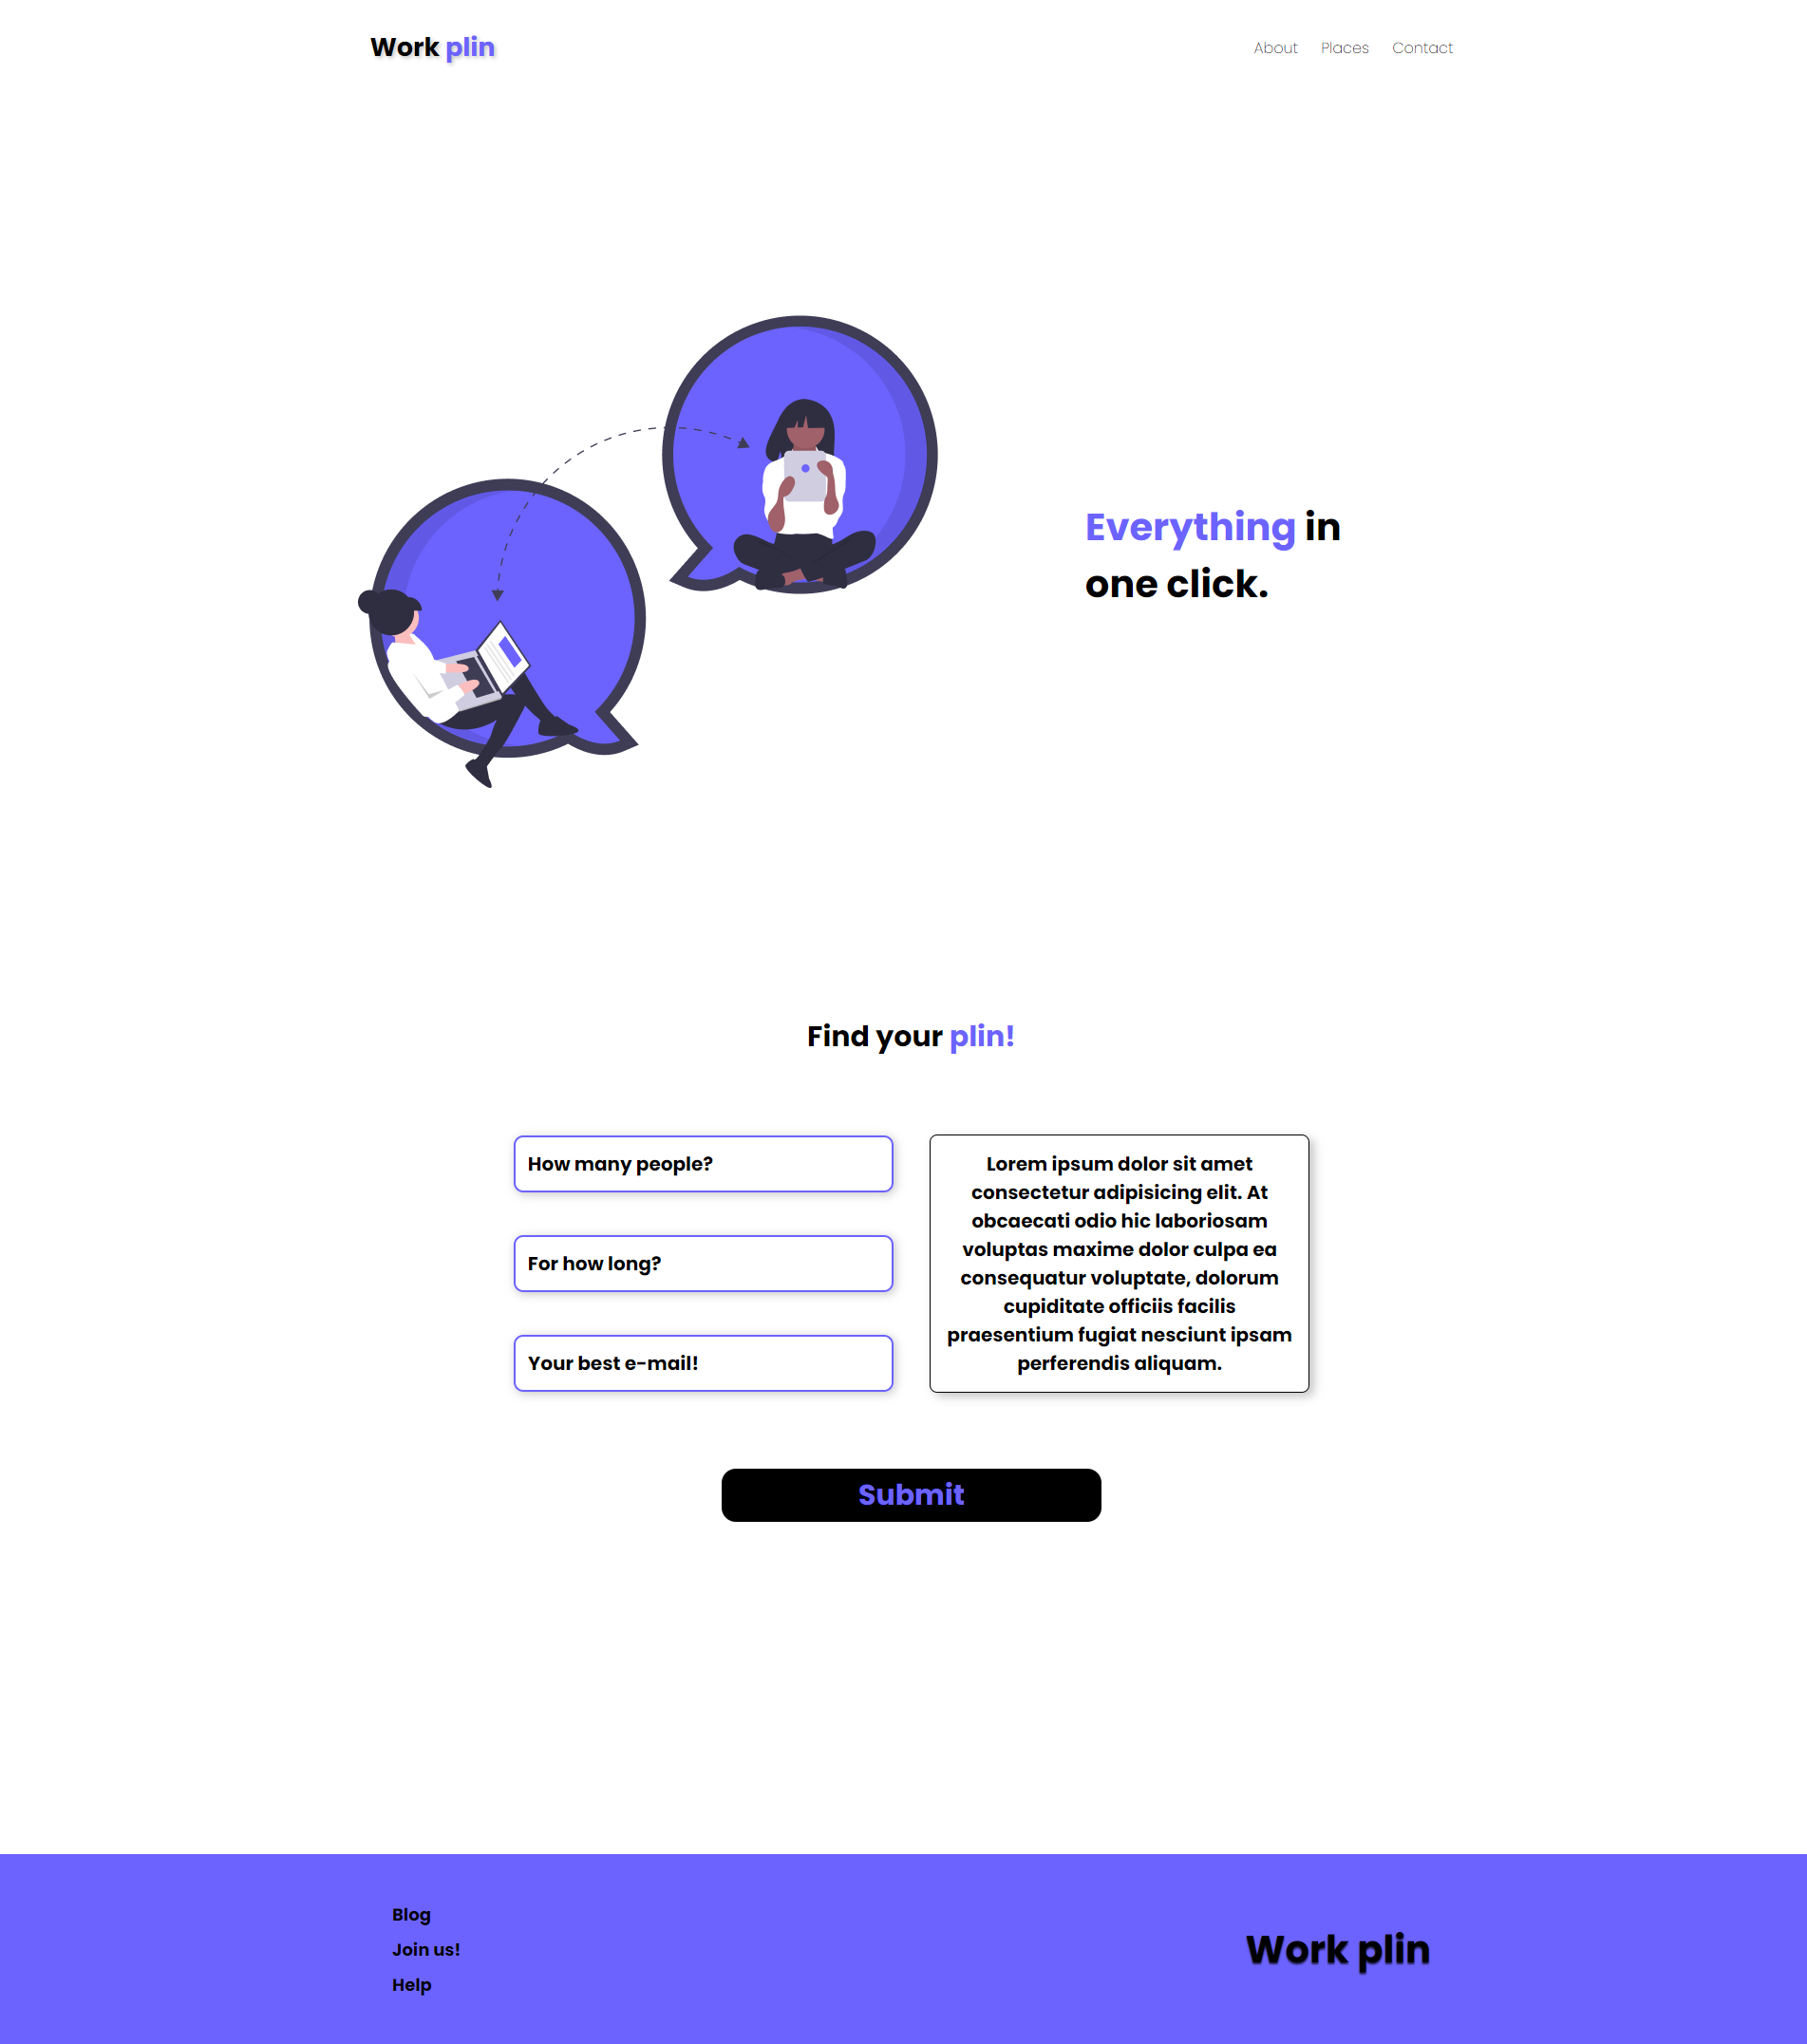 Work plin
About Places Contact
Everything in
one click.
Find your plin!
How many people?
For how long?
Your best e-mail!
Lorem ipsum dolor sit amet
consectetur adipisicing elit. At
obcaecati odio hic laboriosam
voluptas maxime dolor culpa ea
consequatur voluptate, dolorum
cupiditate officiis facilis
praesentium fugiat nesciunt ipsam
perferendis aliquam.
Submit
Blog
Join us!
Help
Work plin